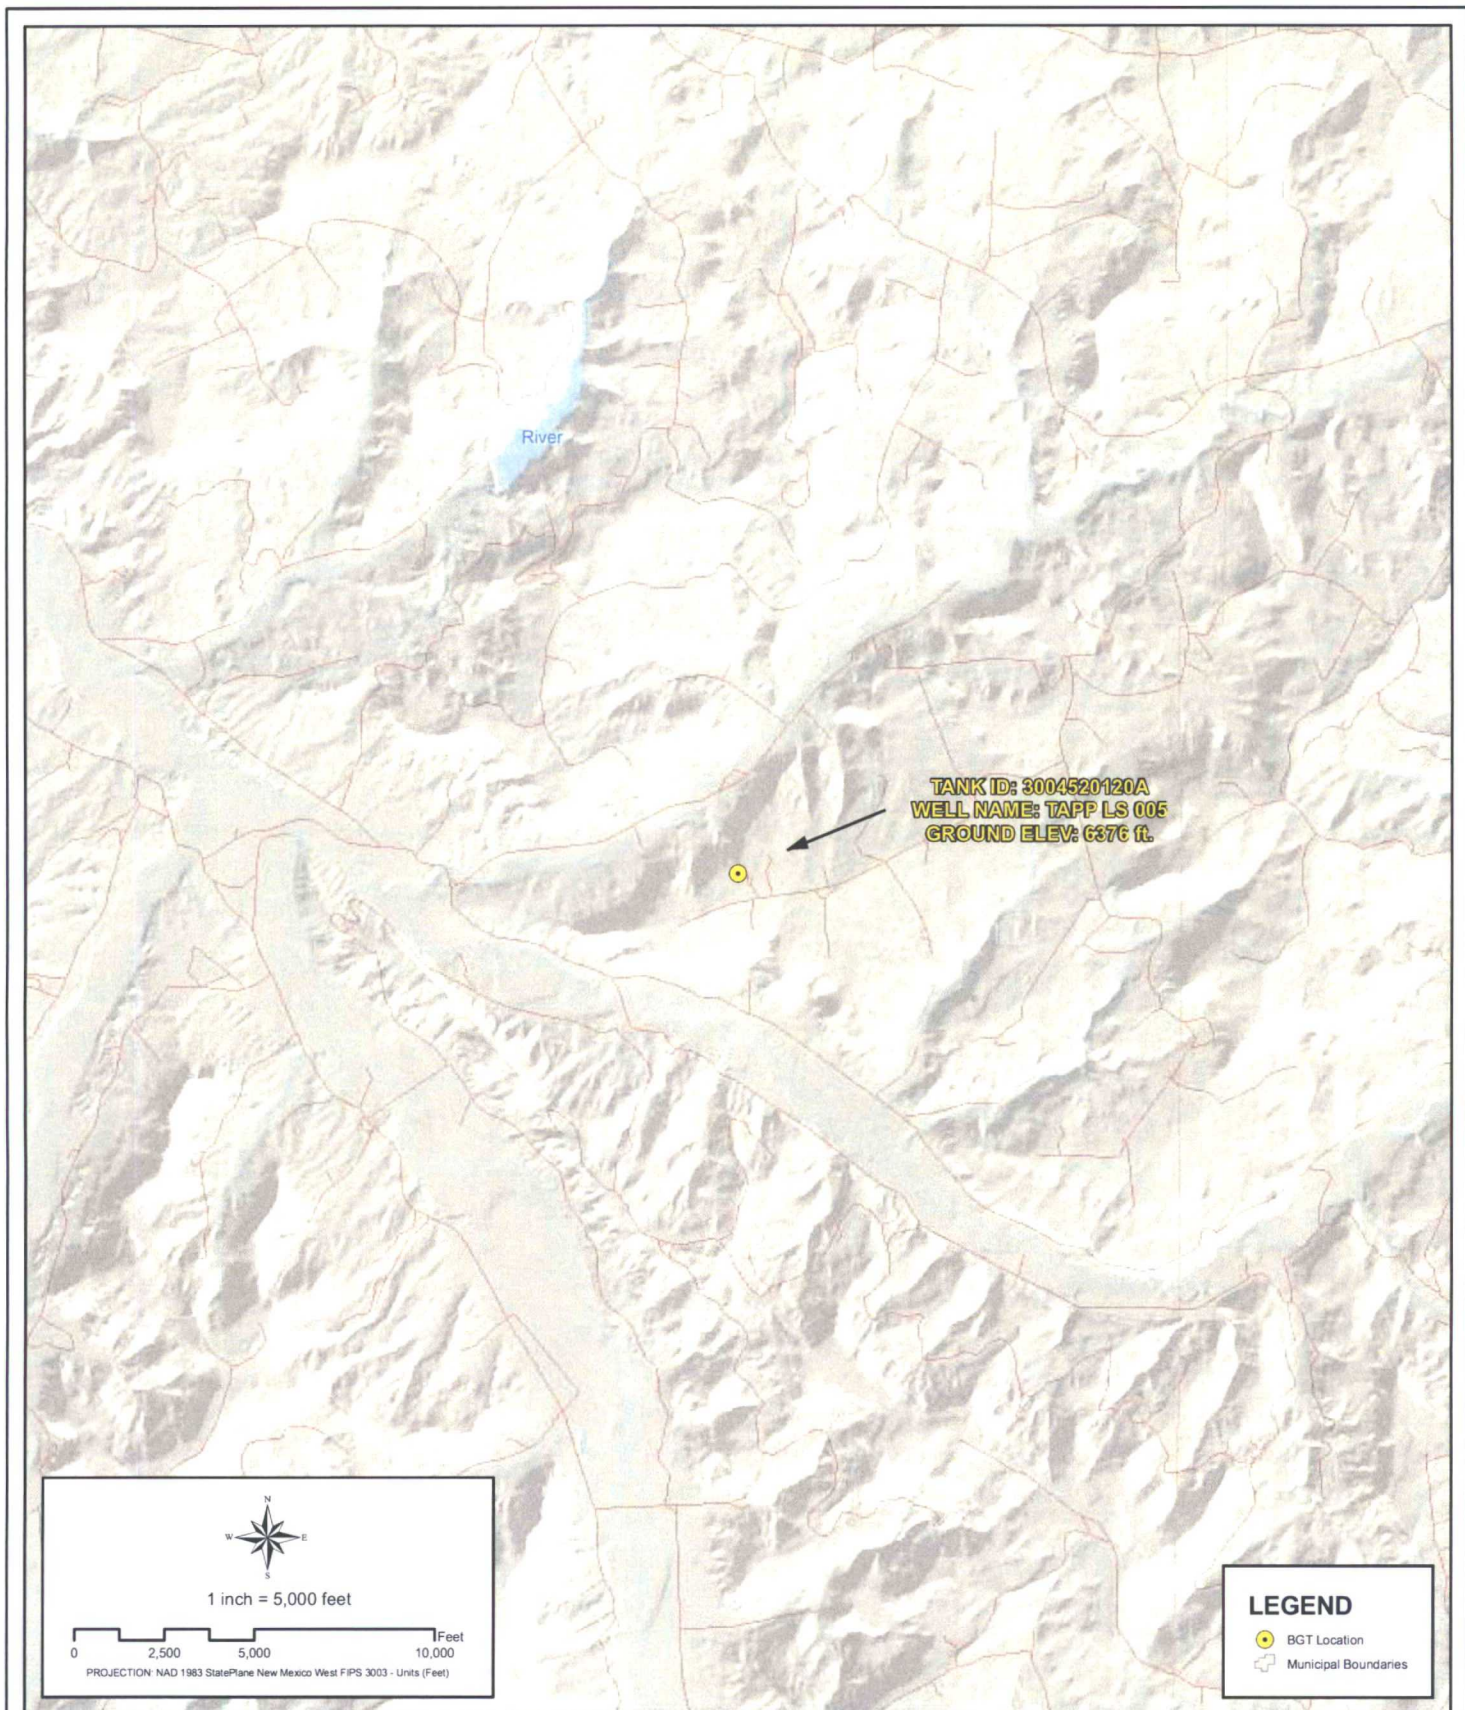 River
TANK ID: 3004520120A
WELL NAME: TAPP LS 005
GROUND ELEV: 6376 ft.
N
W E
S
1 inch = 5,000 feet
Feet
0 2,500 5,000 10,000
PROJECTION: NAD 1983 StatePlane New Mexico West FIPS 3003 - Units (Feet)
LEGEND
BGT Location
Municipal Boundaries